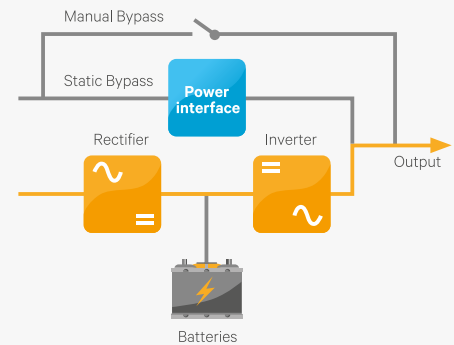 Manual Bypass
Static Bypass
Power
interface
Rectifier
Inverter
Output
Batteries